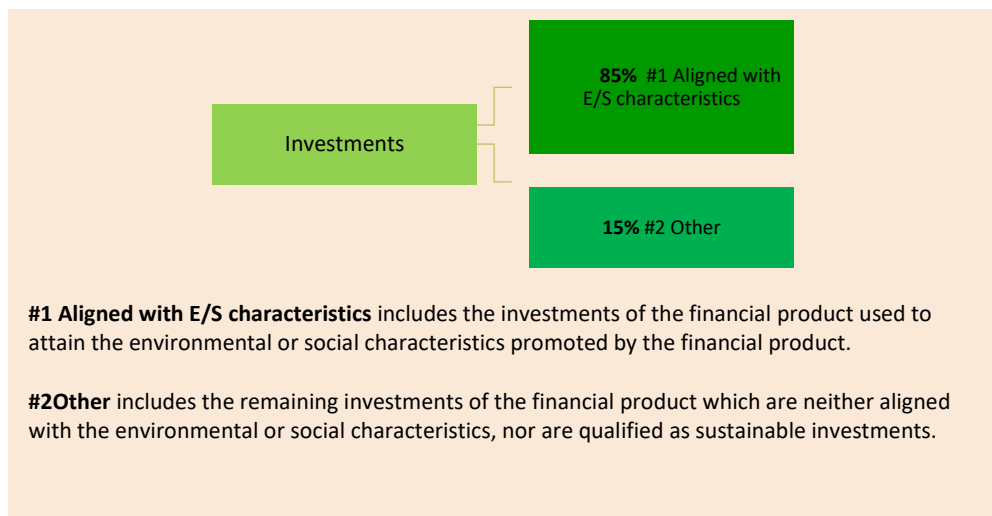 85% #1 Aligned with
E/S characteristics
Investments
15% #2 Other
#1 Aligned with E/S characteristics includes the investments of the financial product used to
attain the environmental or social characteristics promoted by the financial product.
#2Other includes the remaining investments of the financial product which are neither aligned
with the environmental or social characteristics, nor are qualified as sustainable investments.